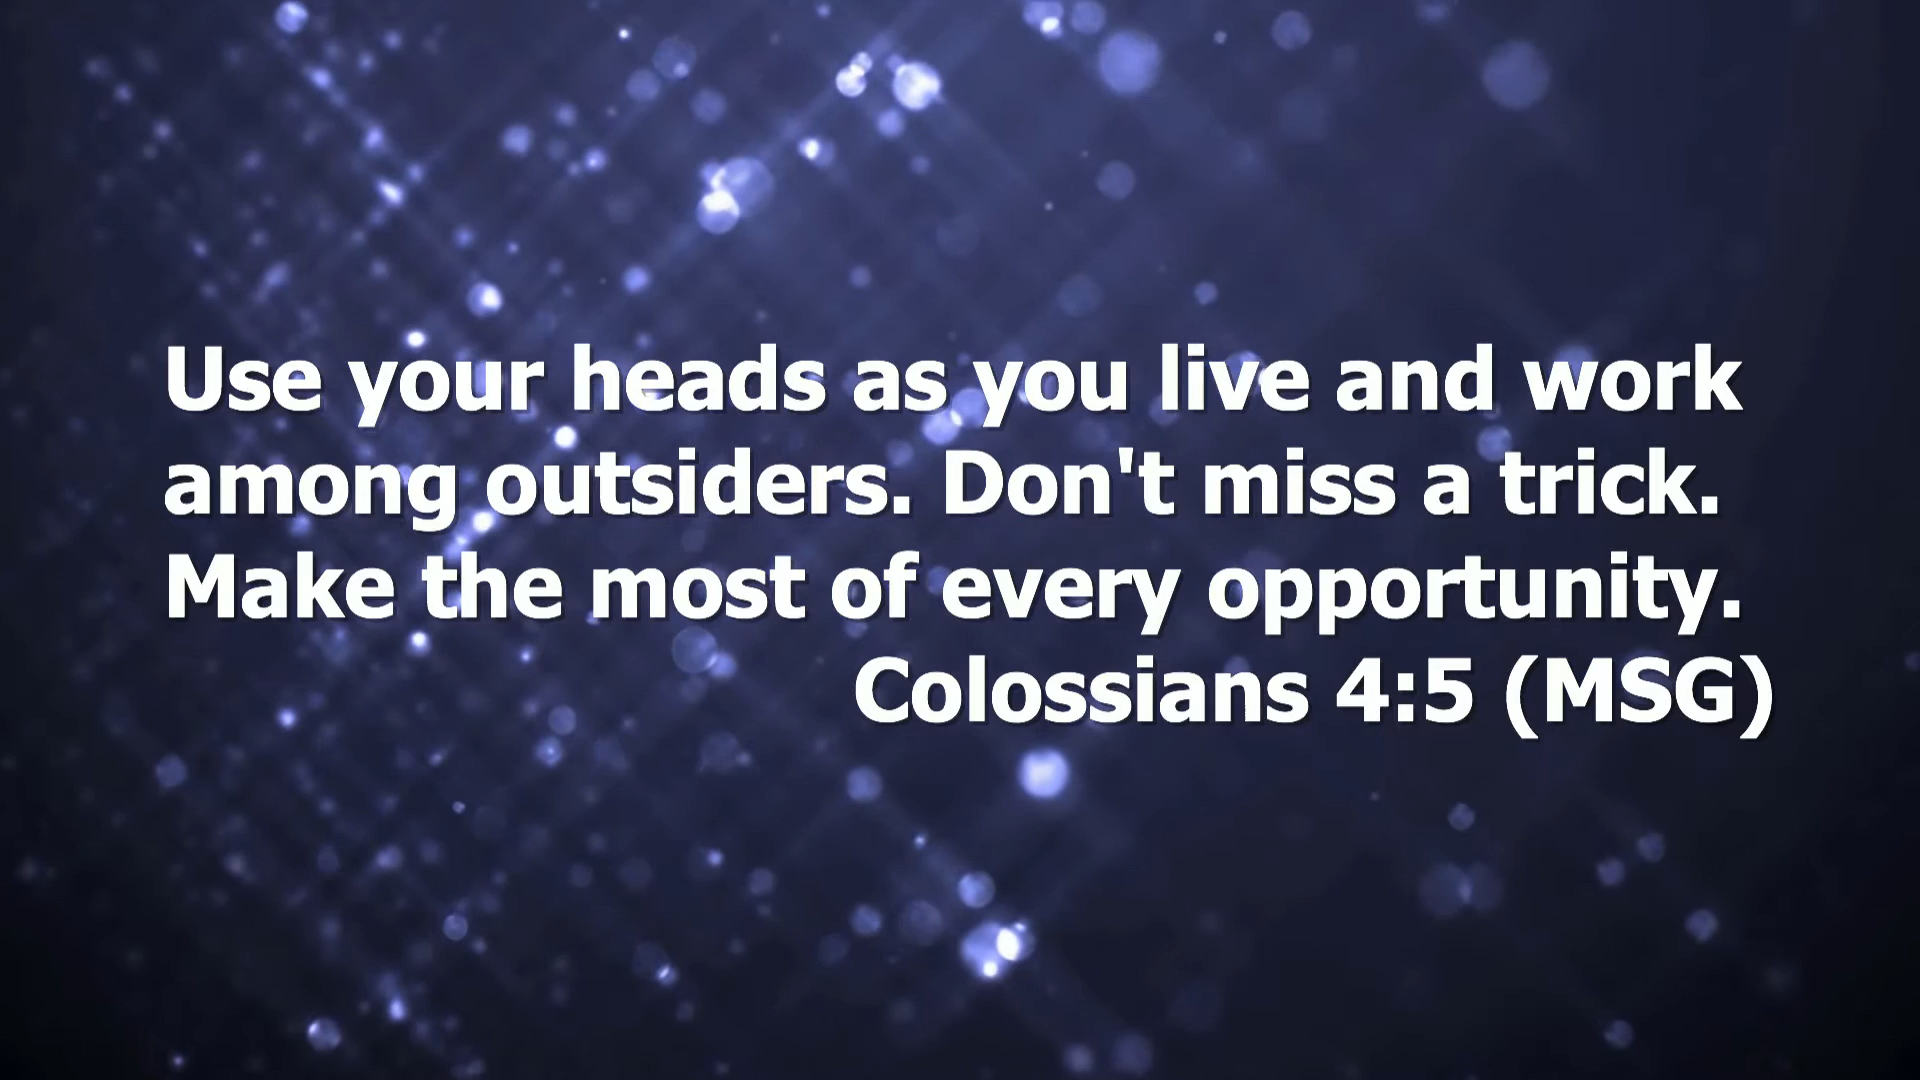 Use your heads as you live and work
among outsiders. Don't miss a trick.
Make the most of every opportunity.
Colossians 4:5 (MSG)